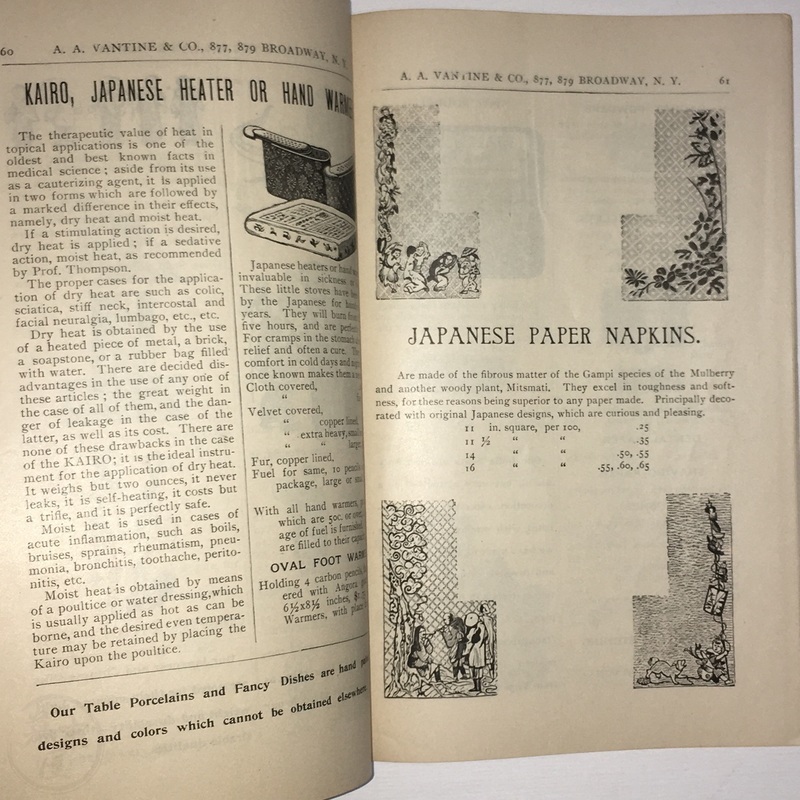 60 A. A. VANTINE & CO., 877, 879 BROADWAY, N. Y.
KAIRO, JAPANESE HEATER OR HAND
The therapeutic value of heat in
topical applications is one of the
oldest and best known facts in
medical science; aside from its use
as a cauterizing agent, it is applied
in two forms which are followed by
a marked difference in their effects,
namely, dry heat and moist heat.
If a stimulating action is desired,
dry heat is applied; if a sedative
action, moist heat, as recommended
by Prof. Thompson.
The proper cases for the applica-
tion of dry heat are such as colic,
sciatica, stiff neck, intercostal and
facial neuralgia, lumbago, etc., etc.
Dry heat is obtained by the use
of a heated piece of metal, a brick,
a soapstone, or a rubber bag filled
with water. There are decided dis-
advantages in the use of any one of
these articles; the great weight in
the case of all of them, and the dan-
ger of leakage in the case of the
latter, as well as its cost. There are
none of these drawbacks in the case
of the KAIRO; it is the ideal instru-
ment for the application of dry heat.
It weighs but two ounces, it never
leaks, it is self-heating, it costs but
a trifle, and it is perfectly safe.
Moist heat is used in cases of
acute inflammation, such as boils,
bruises, sprains, rheumatism, pneu-
monia, bronchitis, toothache, perito-
nitis, etc.
Moist heat is obtained by means
of a poultice or water dressing, which
is usually applied as hot as can be
borne, and the desired even tempera-
ture may be retained by placing the
Kairo upon the poultice.
Japanese heaters or hand
invaluable in sickness
These little stoves have
by the Japanese for
years. They will burn
five hours, and are
For cramps in the stomach
relief and often a cure.
comfort in cold days and
once known makes them
Cloth covered,
"
Velvet covered,
" copper lined,
" extra heavy,
" "
Fur, copper lined.
Fuel for same, 10
package, large or
With all hand warmers,
which are 50c. or over,
age of fuel is furnished
are filled to their
OVAL FOOT
Holding 4 carbon
ered with Angora
6½x8½ inches,
Warmers, with
Our Table Porcelains and Fancy Dishes are hand
designs and colors which cannot be obtained elsewhere.
A. A. VANTINE & CO., 877, 879 BROADWAY, N. Y. 61
JAPANESE PAPER NAPKINS.
Are made of the fibrous matter of the Gampi species of the Mulberry
and another woody plant, Mitsmati. They excel in toughness and soft-
ness, for these reasons being superior to any paper made. Principally deco-
rated with original Japanese designs, which are curious and pleasing.
11 in. square, per 100, .25
11½ " " .35
14 " " .50, .55
16 " " .55, .60, .65